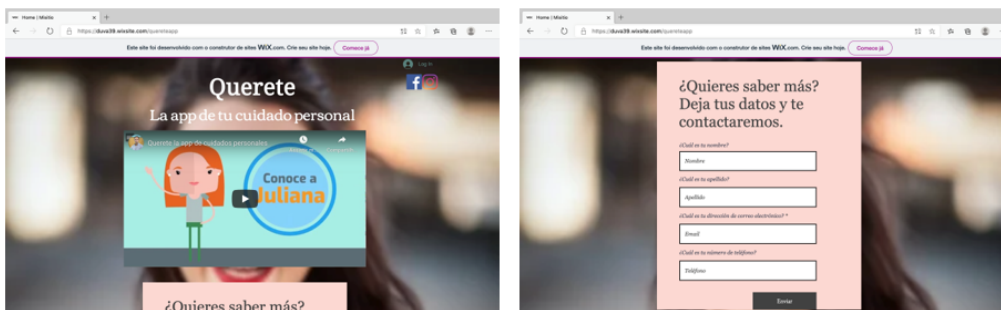 Home | Misitio
https://duva39.wixsite.com/quereteapp
Este site foi desenvolvido com o construtor de sites WiX.com. Crie seu site hoje. Comece já
Log In
Querete
La app de tu cuidado personal
Querete la app de cuidados personales
Conoce a
Juliana
¿Quieres saber más?
Home | Misitio
https://duva39.wixsite.com/quereteapp
Este site foi desenvolvido com o construtor de sites WiX.com. Crie seu site hoje. Comece já
¿Quieres saber más?
Deja tus datos y te
contactaremos.
¿Cuál es tu nombre?
Nombre
¿Cuál es tu apellido?
Apellido
¿Cuál es tu dirección de correo electrónico? *
Email
¿Cuál es tu número de teléfono?
Teléfono
Enviar